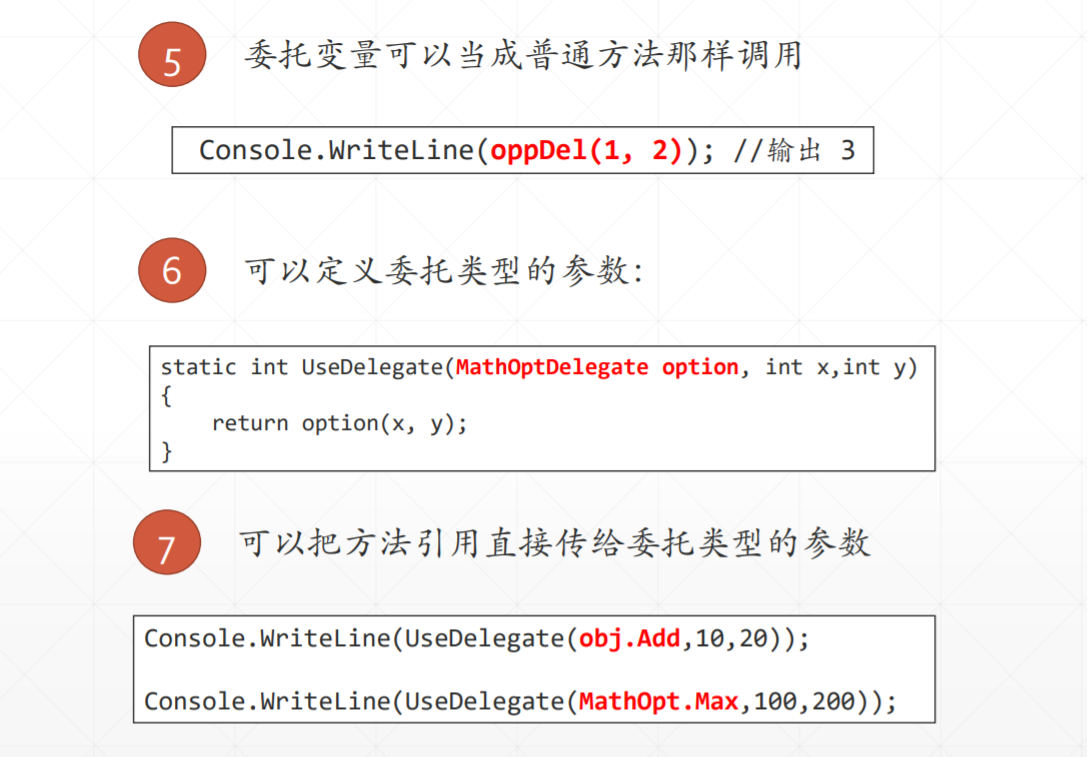 5 委托变量可以当成普通方法那样调用
Console.WriteLine(oppDel(1, 2)); //输出 3
6 可以定义委托类型的参数:
static int UseDelegate(MathOptDelegate option, int x,int y)
{
    return option(x, y);
}
7 可以把方法引用直接传给委托类型的参数
Console.WriteLine(UseDelegate(obj.Add,10,20));
Console.WriteLine(UseDelegate(MathOpt.Max,100,200));